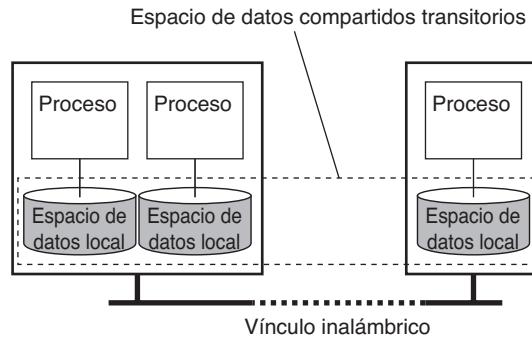 Espacio de datos compartidos transitorios
Proceso
Proceso
Proceso
Espacio de
datos local
Espacio de
datos local
Espacio de
datos local
Vínculo inalámbrico